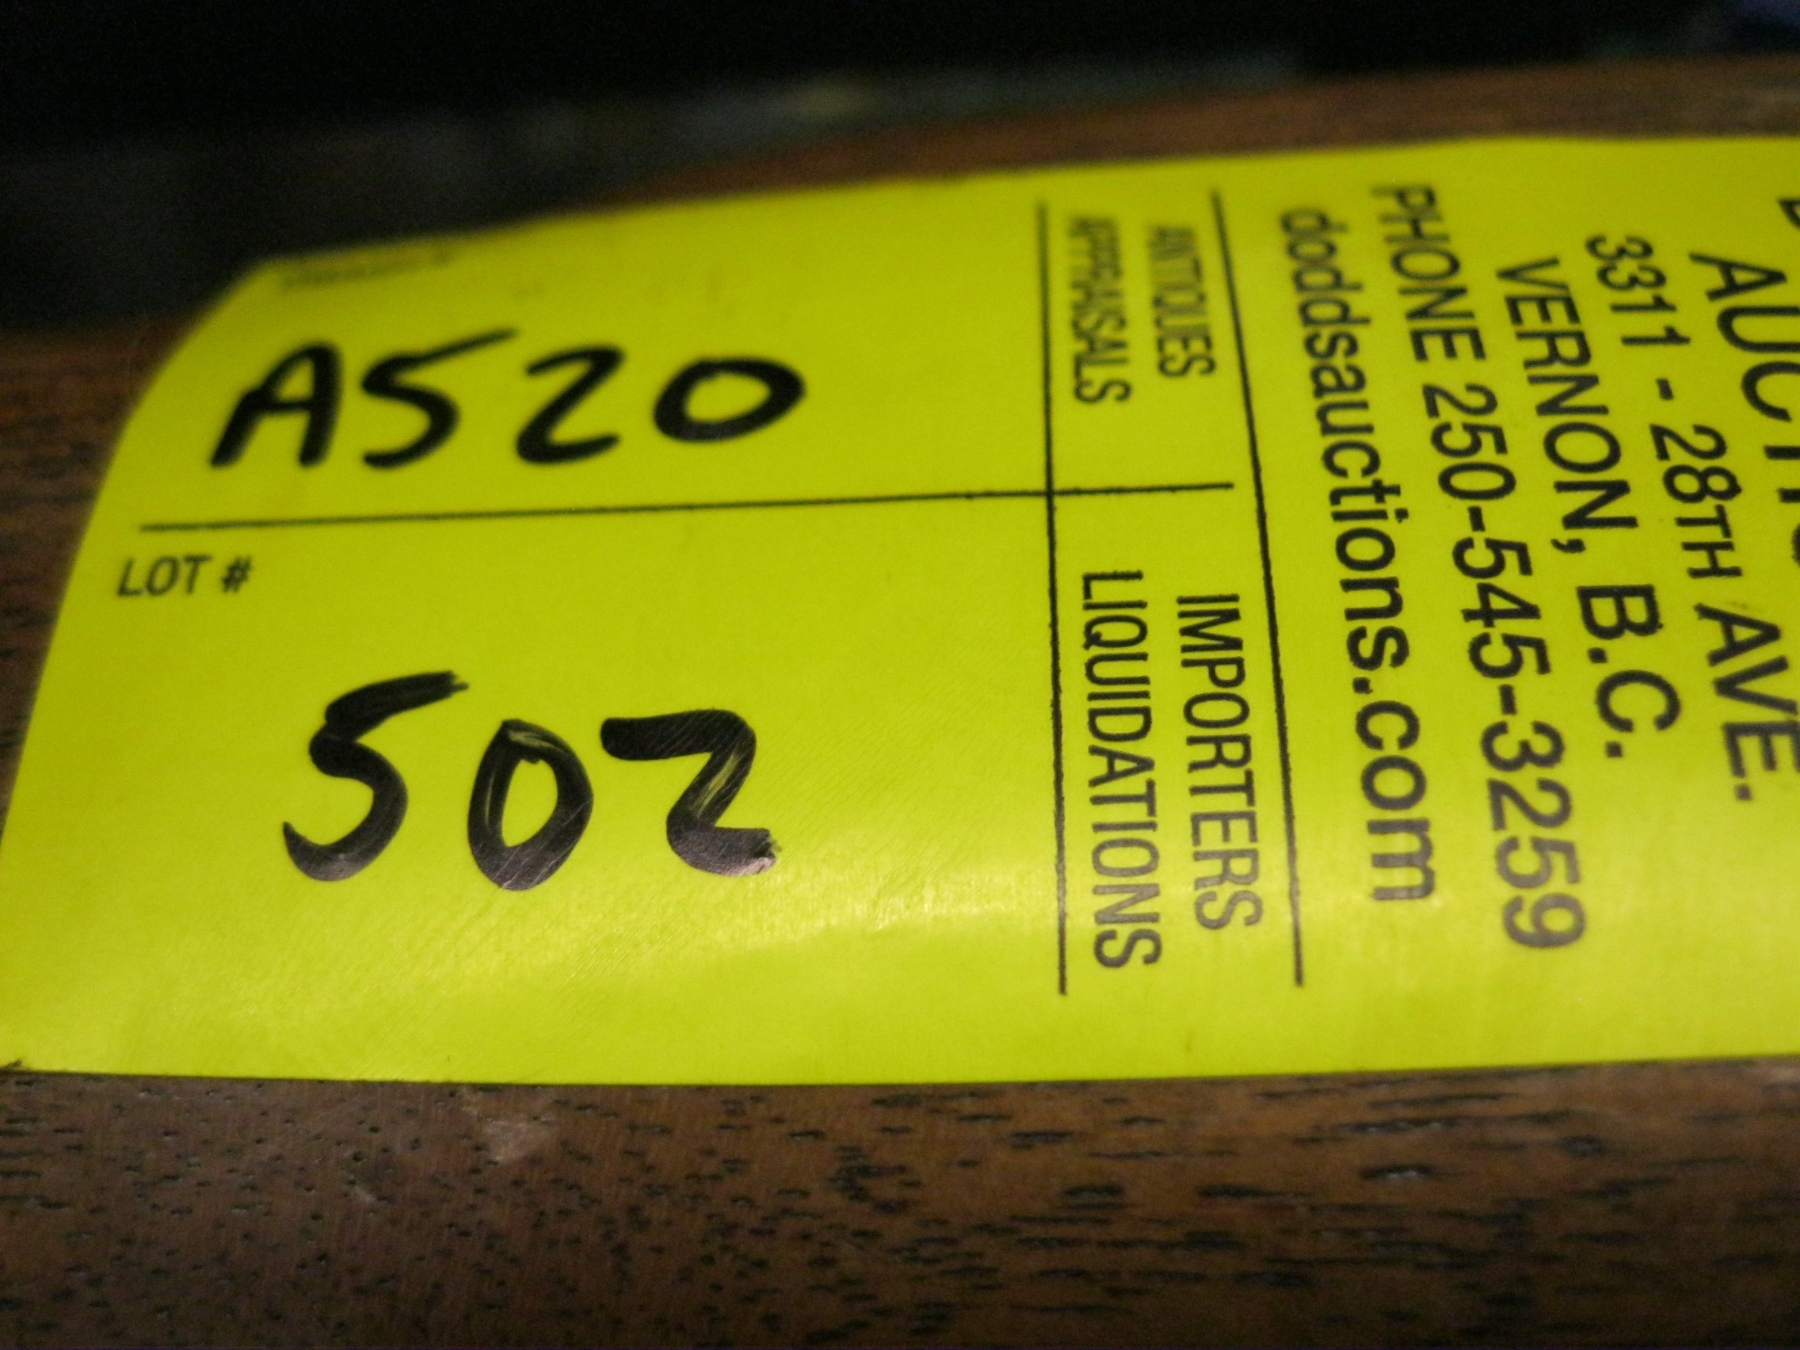 A520
LOT #
502
3311 - 28TH AVE.
VERNON, B.C.
PHONE 250-545-3259
doddsauctions.com
ANTIQUES
APPRAISALS
IMPORTERS
LIQUIDATIONS